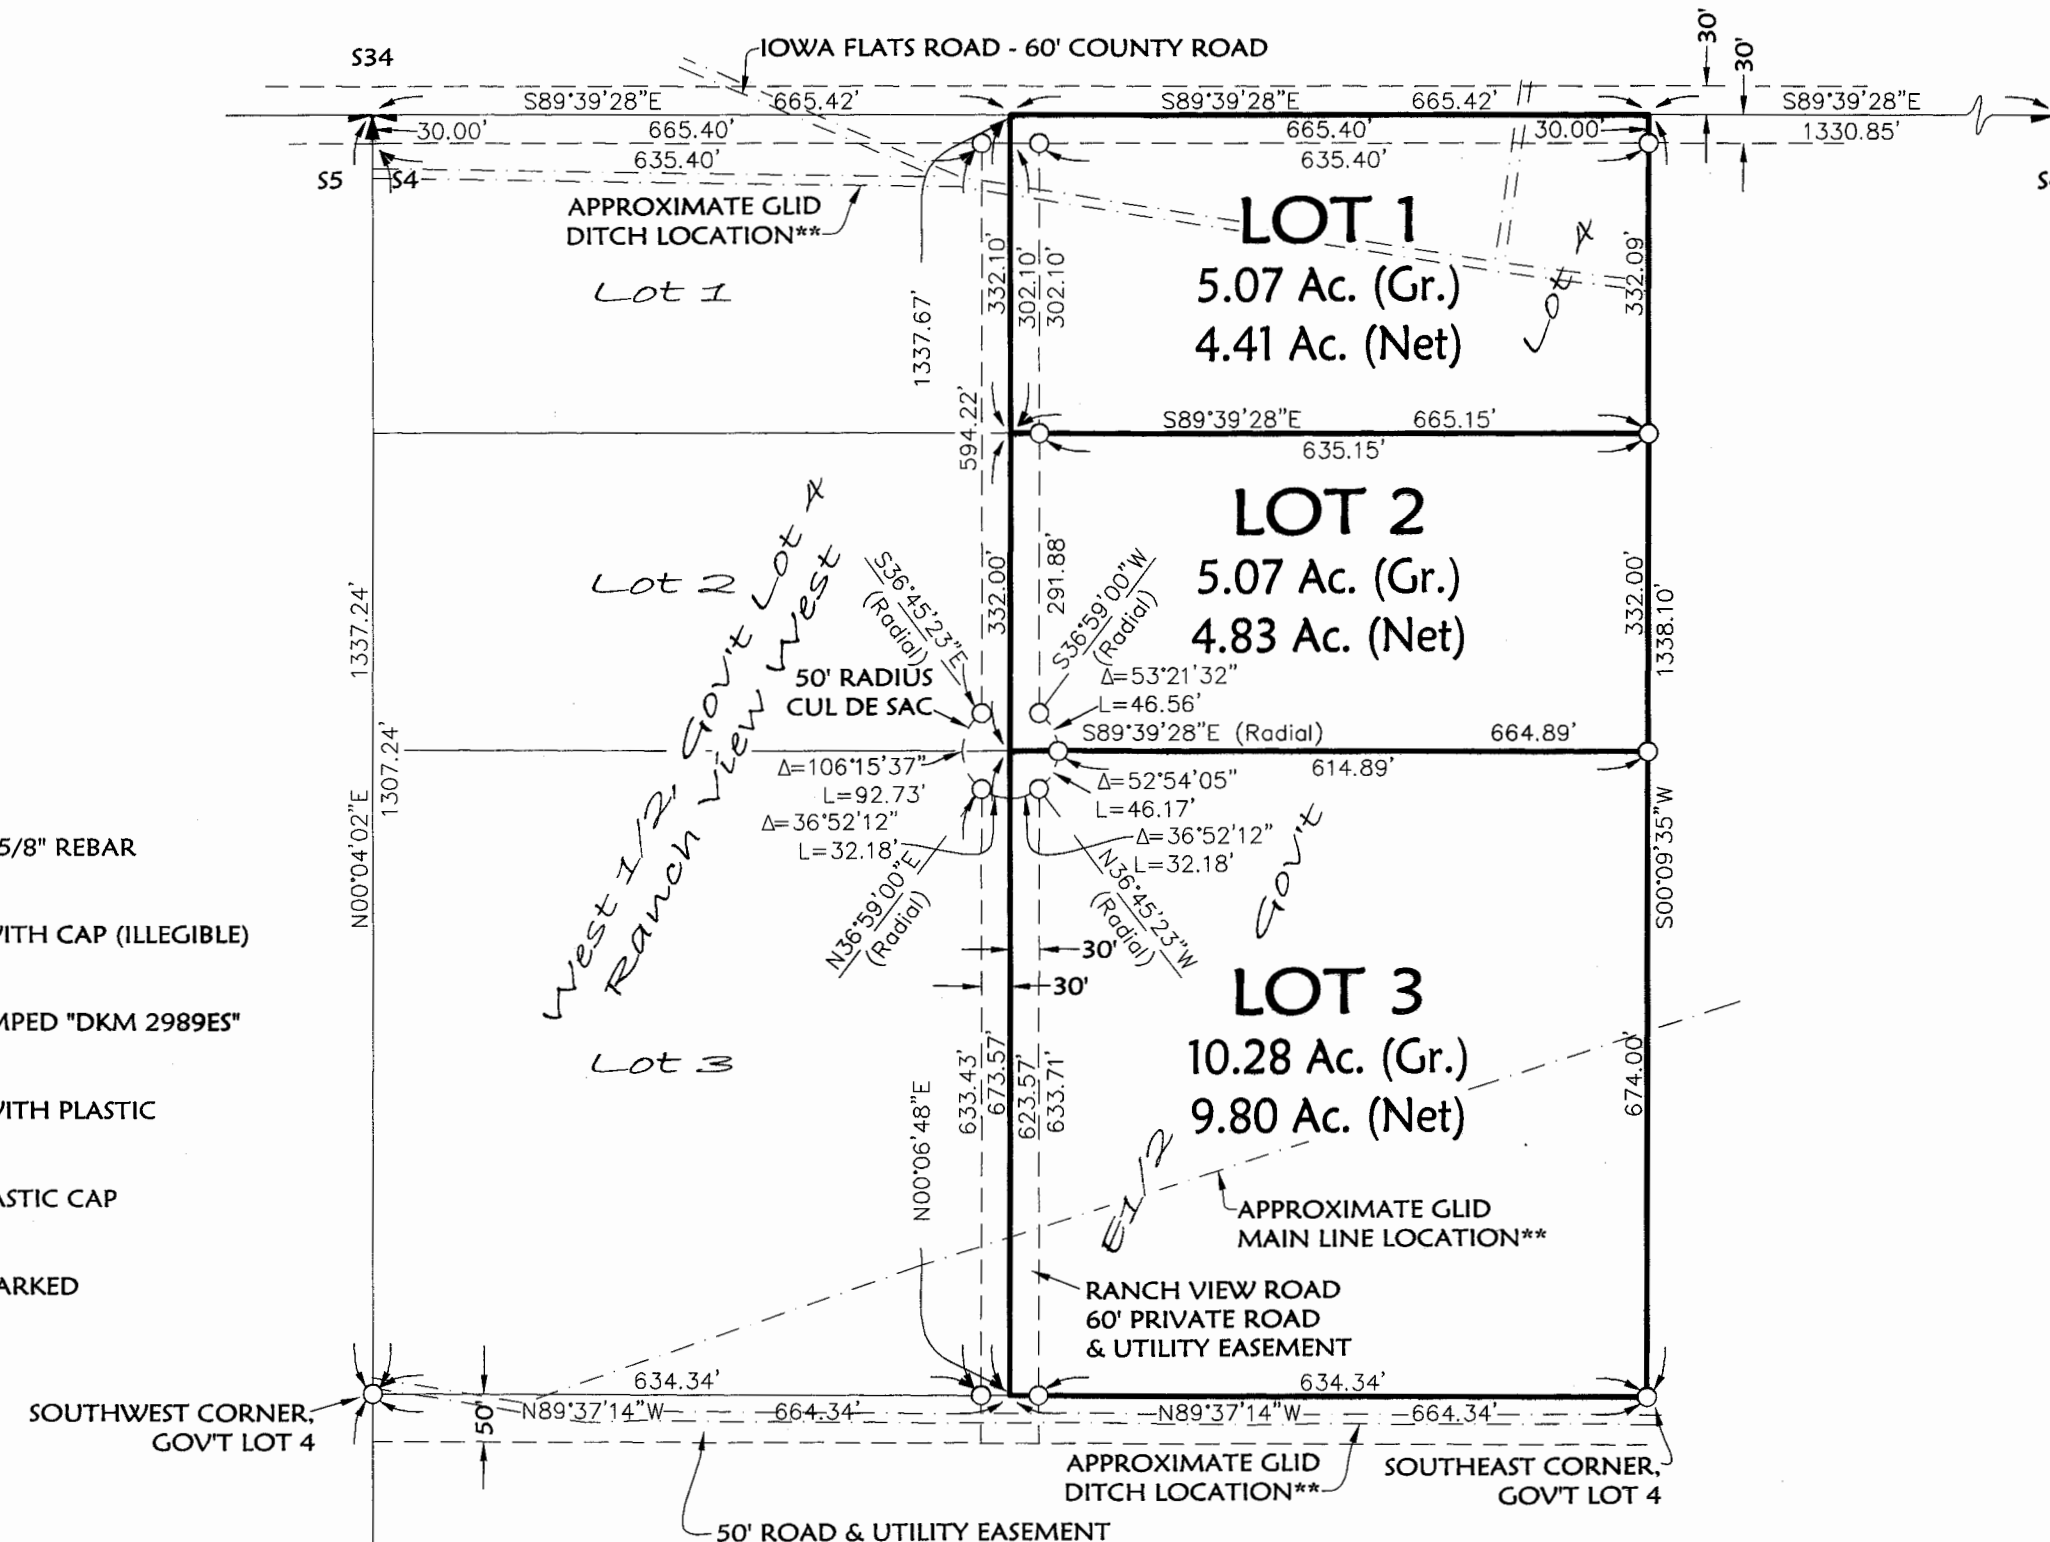 IOWA FLATS ROAD - 60' COUNTY ROAD
30'
30'
S34
S89°39'28"E 665.42'
S89°39'28"E 665.42'
S89°39'28"E
30.00' 665.40'
665.40' 30.00'
1330.85'
635.40'
635.40'
S5 S4
APPROXIMATE GLID
DITCH LOCATION**
LOT 1
5.07 Ac. (Gr.)
4.41 Ac. (Net)
Lot 1
Lot 4
332.10'
302.10'
302.10'
332.09'
1337.67'
594.22'
S89°39'28"E 665.15'
635.15'
LOT 2
5.07 Ac. (Gr.)
4.83 Ac. (Net)
Lot 2
West 1/2, Gov't Lot 4
Ranch View West
332.00'
291.88'
332.00'
1338.10'
1337.24'
1307.24'
N00°04'02"E
S36°45'23"E
(Radial)
S36°59'00"W
(Radial)
50' RADIUS
CUL DE SAC
Δ=53°21'32"
L=46.56'
S89°39'28"E (Radial) 664.89'
614.89'
Δ=106°15'37"
L=92.73'
Δ=36°52'12"
L=32.18'
Δ=52°54'05"
L=46.17'
Δ=36°52'12"
L=32.18'
N36°59'00"E
(Radial)
N36°45'23"W
(Radial)
30'
30'
Gov't
S00°09'35"W
5/8" REBAR
WITH CAP (ILLEGIBLE)
MPED "DKM 2989ES"
WITH PLASTIC
ASTIC CAP
ARKED
LOT 3
10.28 Ac. (Gr.)
9.80 Ac. (Net)
Lot 3
N00°06'48"E
633.43'
673.57'
623.57'
633.71'
674.00'
E1/2
APPROXIMATE GLID
MAIN LINE LOCATION**
RANCH VIEW ROAD
60' PRIVATE ROAD
& UTILITY EASEMENT
634.34'
634.34'
N89°37'14"W 664.34'
N89°37'14"W 664.34'
50'
SOUTHWEST CORNER,
GOV'T LOT 4
APPROXIMATE GLID
DITCH LOCATION**
SOUTHEAST CORNER,
GOV'T LOT 4
50' ROAD & UTILITY EASEMENT